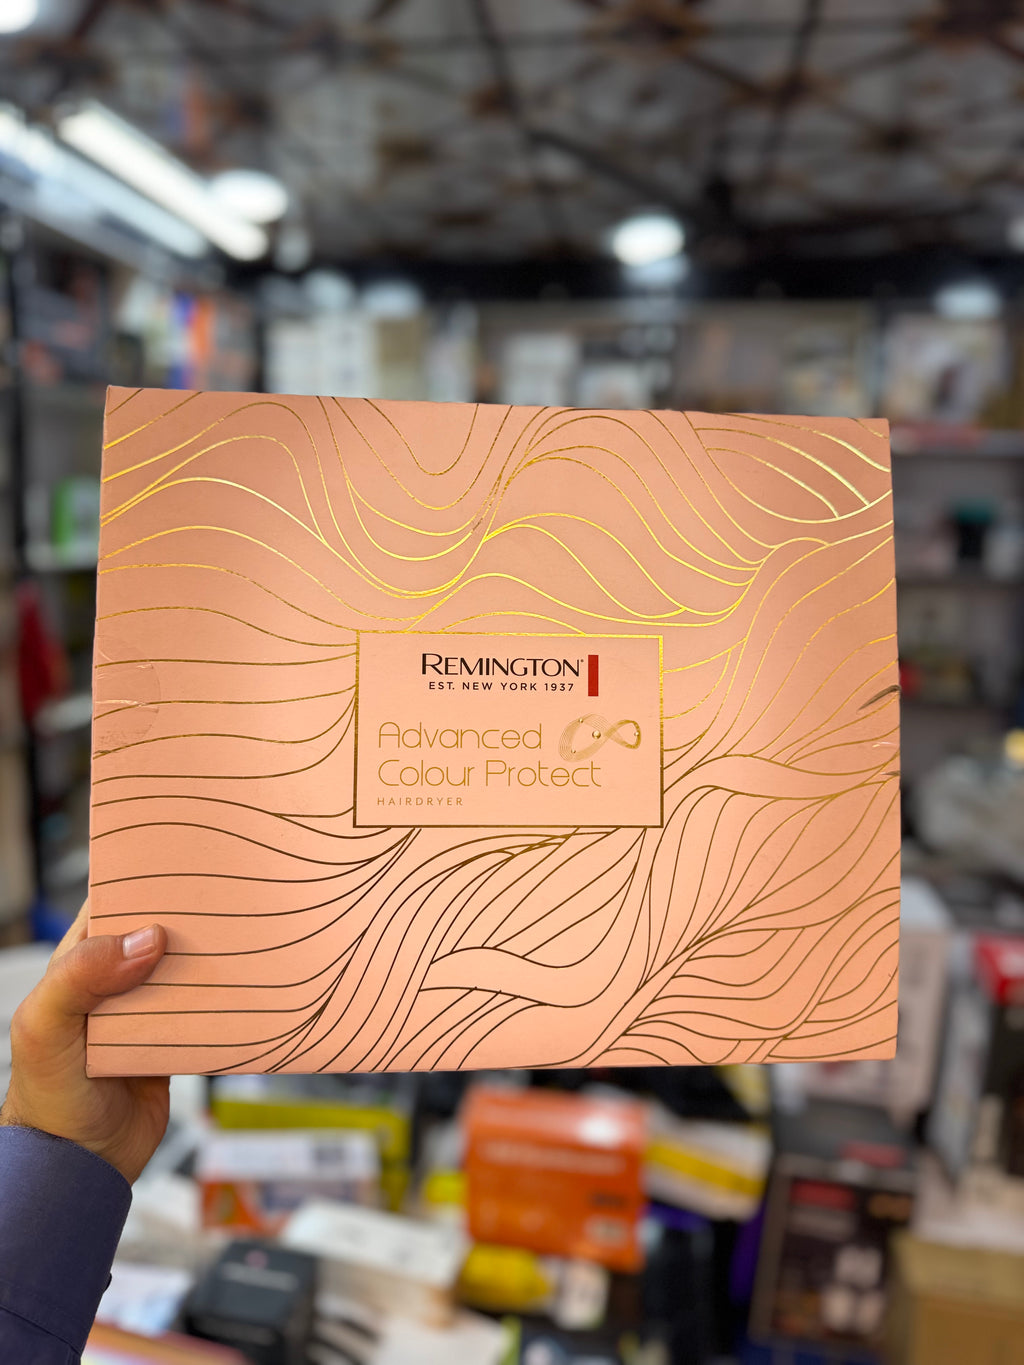 REMINGTON®
EST. NEW YORK 1937
Advanced
Colour Protect
HAIRDRYER